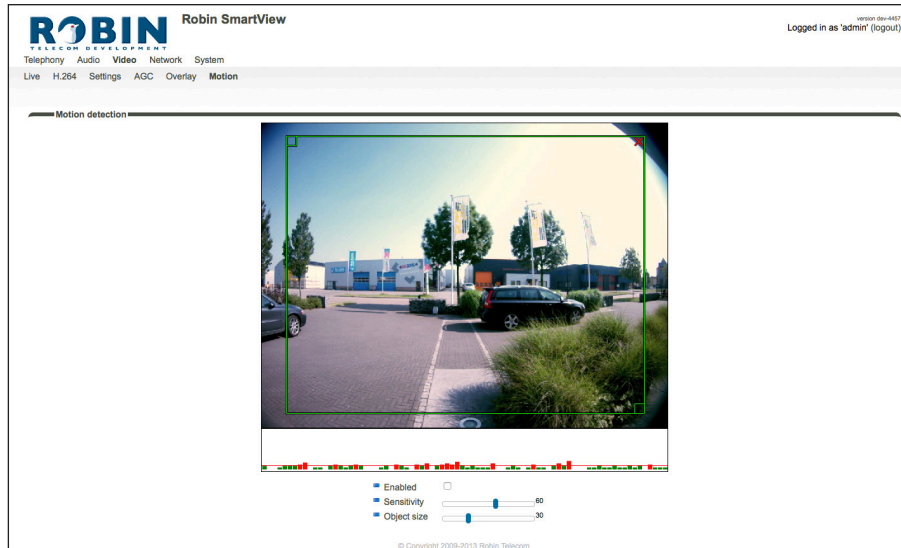 ROBIN
TELECOM DEVELOPMENT
Robin SmartView
version dev-4457
Logged in as 'admin' (logout)
Telephony Audio Video Network System
Live H.264 Settings AGC Overlay Motion
Motion detection
Enabled
Sensitivity 60
Object size 30
© Copyright 2009-2013 Robin Telecom